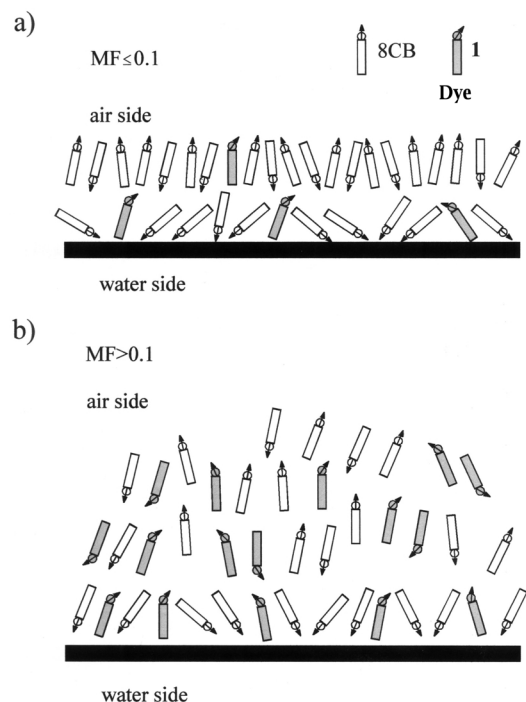 a)
MF≤0.1
8CB
1
Dye
air side
water side
b)
MF>0.1
air side
water side